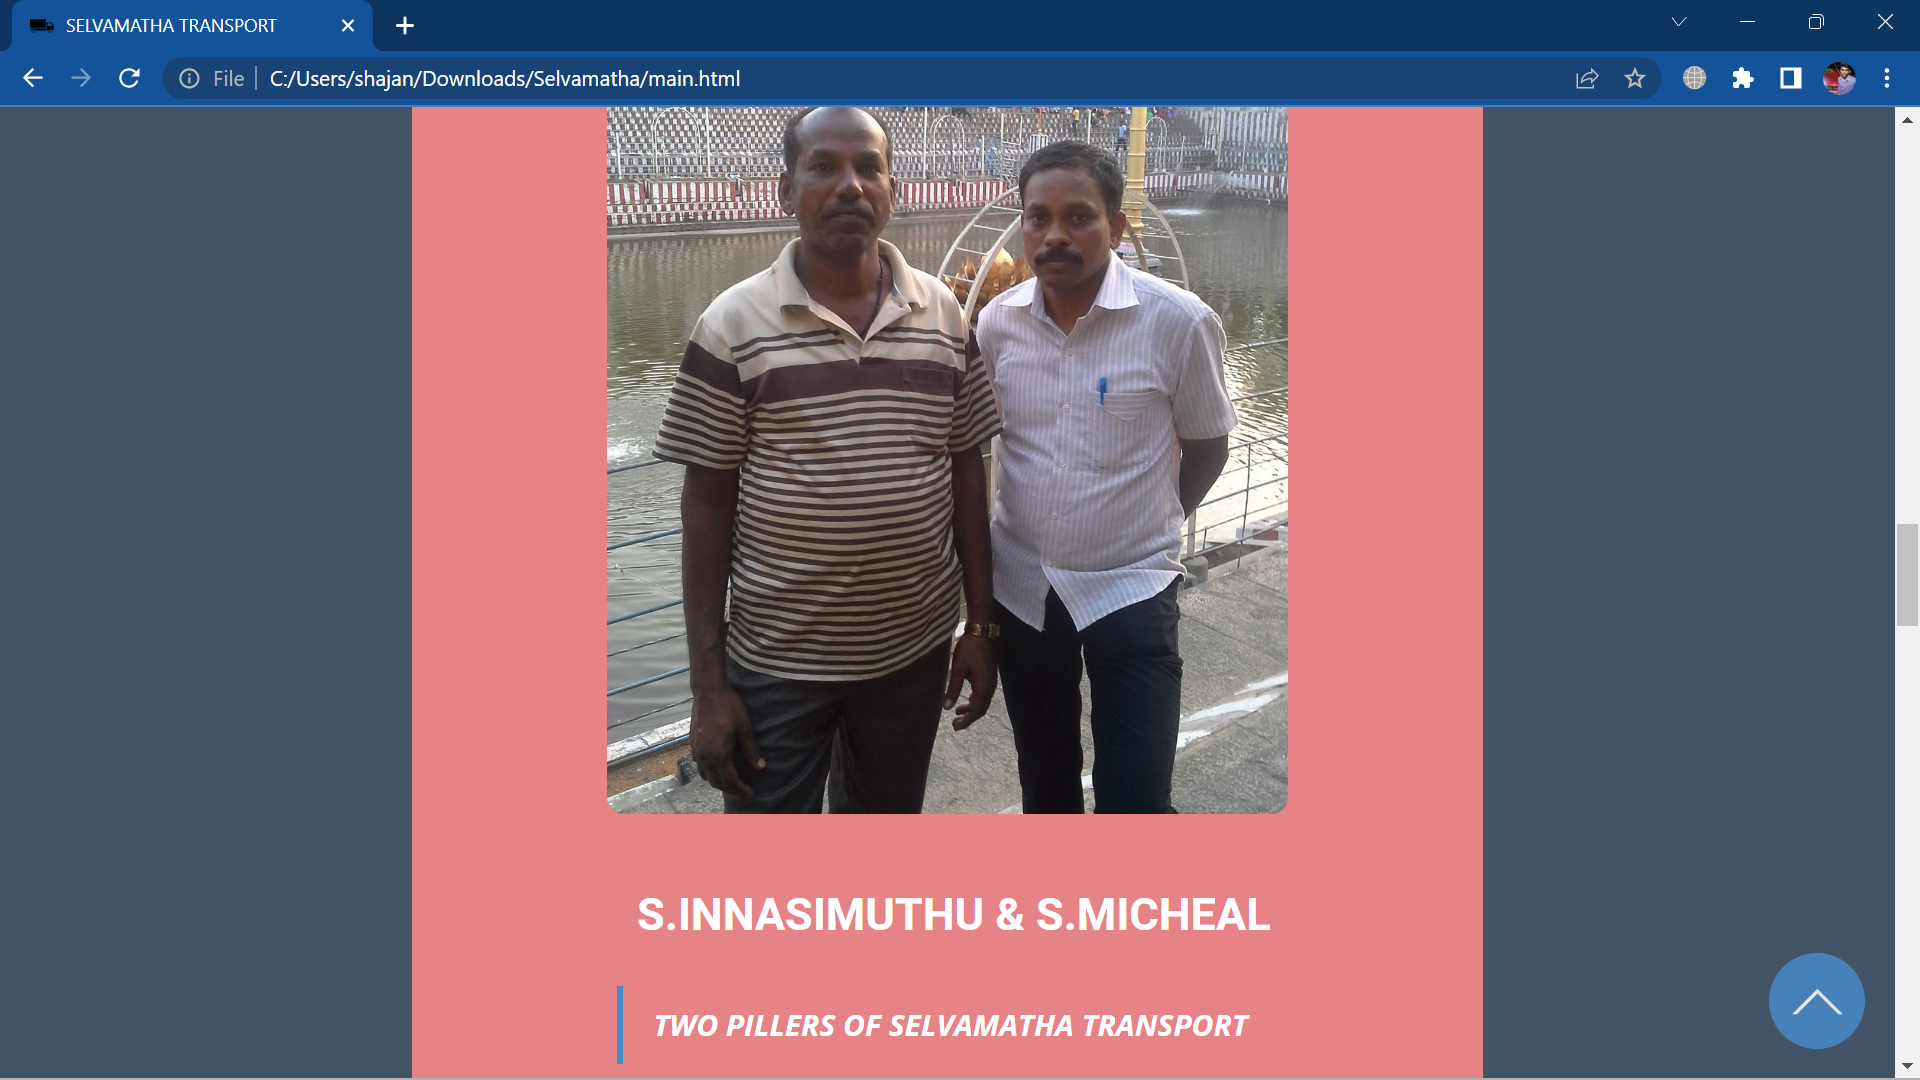 SELVAMATHA TRANSPORT
File
C:/Users/shajan/Downloads/Selvamatha/main.html
S.INNASIMUTHU & S.MICHEAL
TWO PILLERS OF SELVAMATHA TRANSPORT